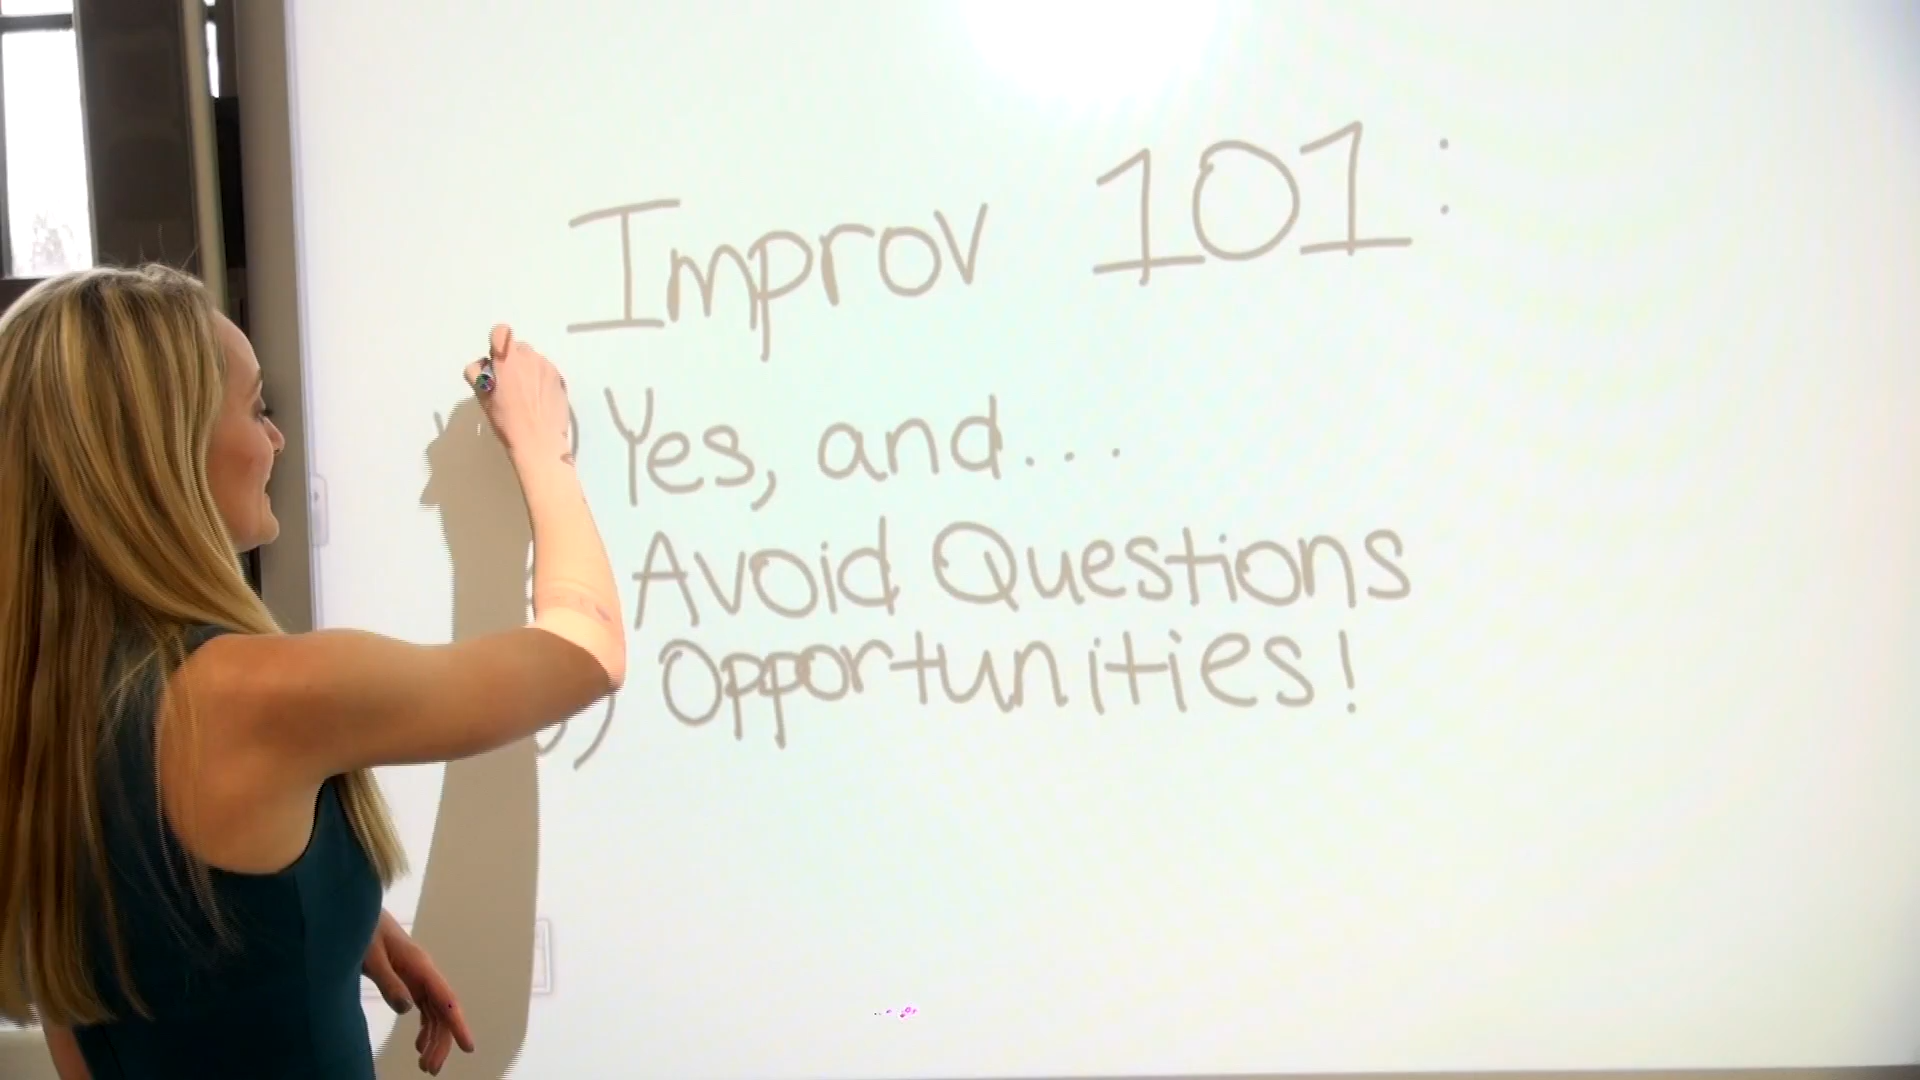 Improv 101:
) Yes, and...
Avoid Questions
) Opportunities!